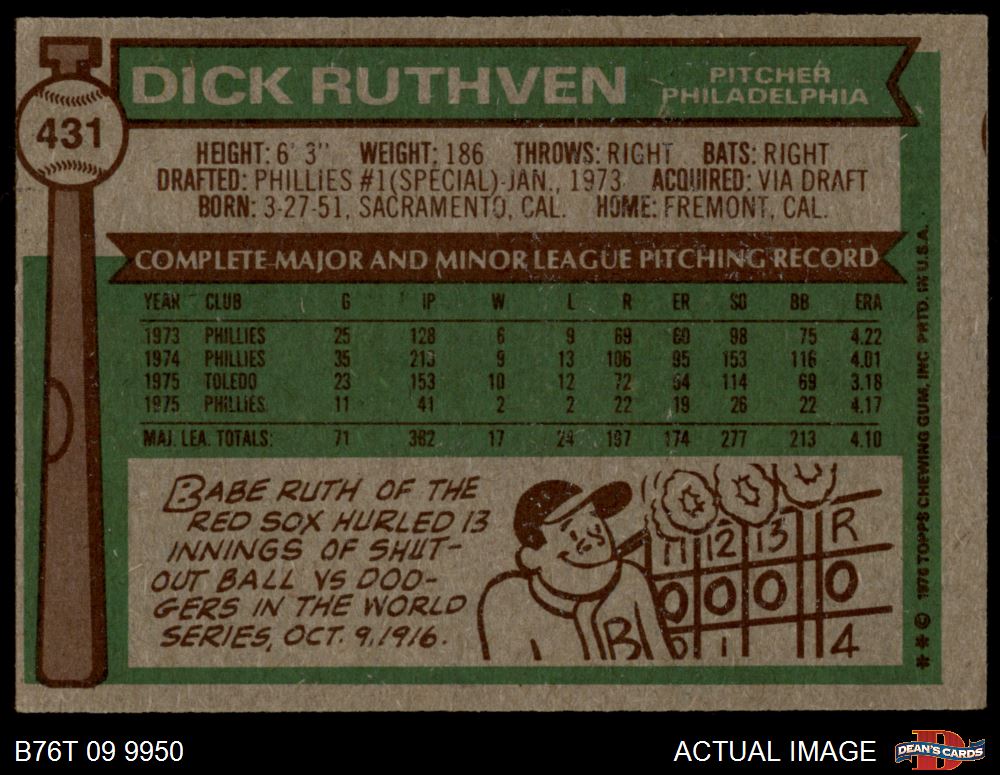 DICK RUTHVEN
PITCHER
PHILADELPHIA
431
HEIGHT: 6' 3" WEIGHT: 186 THROWS: RIGHT BATS: RIGHT
DRAFTED: PHILLIES #1 (SPECIAL)-JAN., 1973 ACQUIRED: VIA DRAFT
BORN: 3-27-51, SACRAMENTO, CAL. HOME: FREMONT, CAL.
COMPLETE MAJOR AND MINOR LEAGUE PITCHING RECORD
YEAR CLUB G IP W L R ER SO BB ERA
1973 PHILLIES 25 128 6 9 69 60 98 75 4.22
1974 PHILLIES 35 213 9 13 106 95 153 116 4.01
1975 TOLEDO 23 153 10 12 72 54 114 69 3.18
1975 PHILLIES 11 41 2 2 22 19 26 22 4.17
MAJ. LEA. TOTALS: 71 382 17 24 197 174 277 213 4.10
BABE RUTH OF THE
RED SOX HURLED 13
INNINGS OF SHUT-
OUT BALL VS DOD-
GERS IN THE WORLD
SERIES, OCT. 9, 1916.
11 12 13 R
0 0 0 0
0 1 4
B
** © 1976 TOPPS CHEWING GUM, INC. PRTD. IN U.S.A.
B76T 09 9950
ACTUAL IMAGE
DEAN'S CARDS